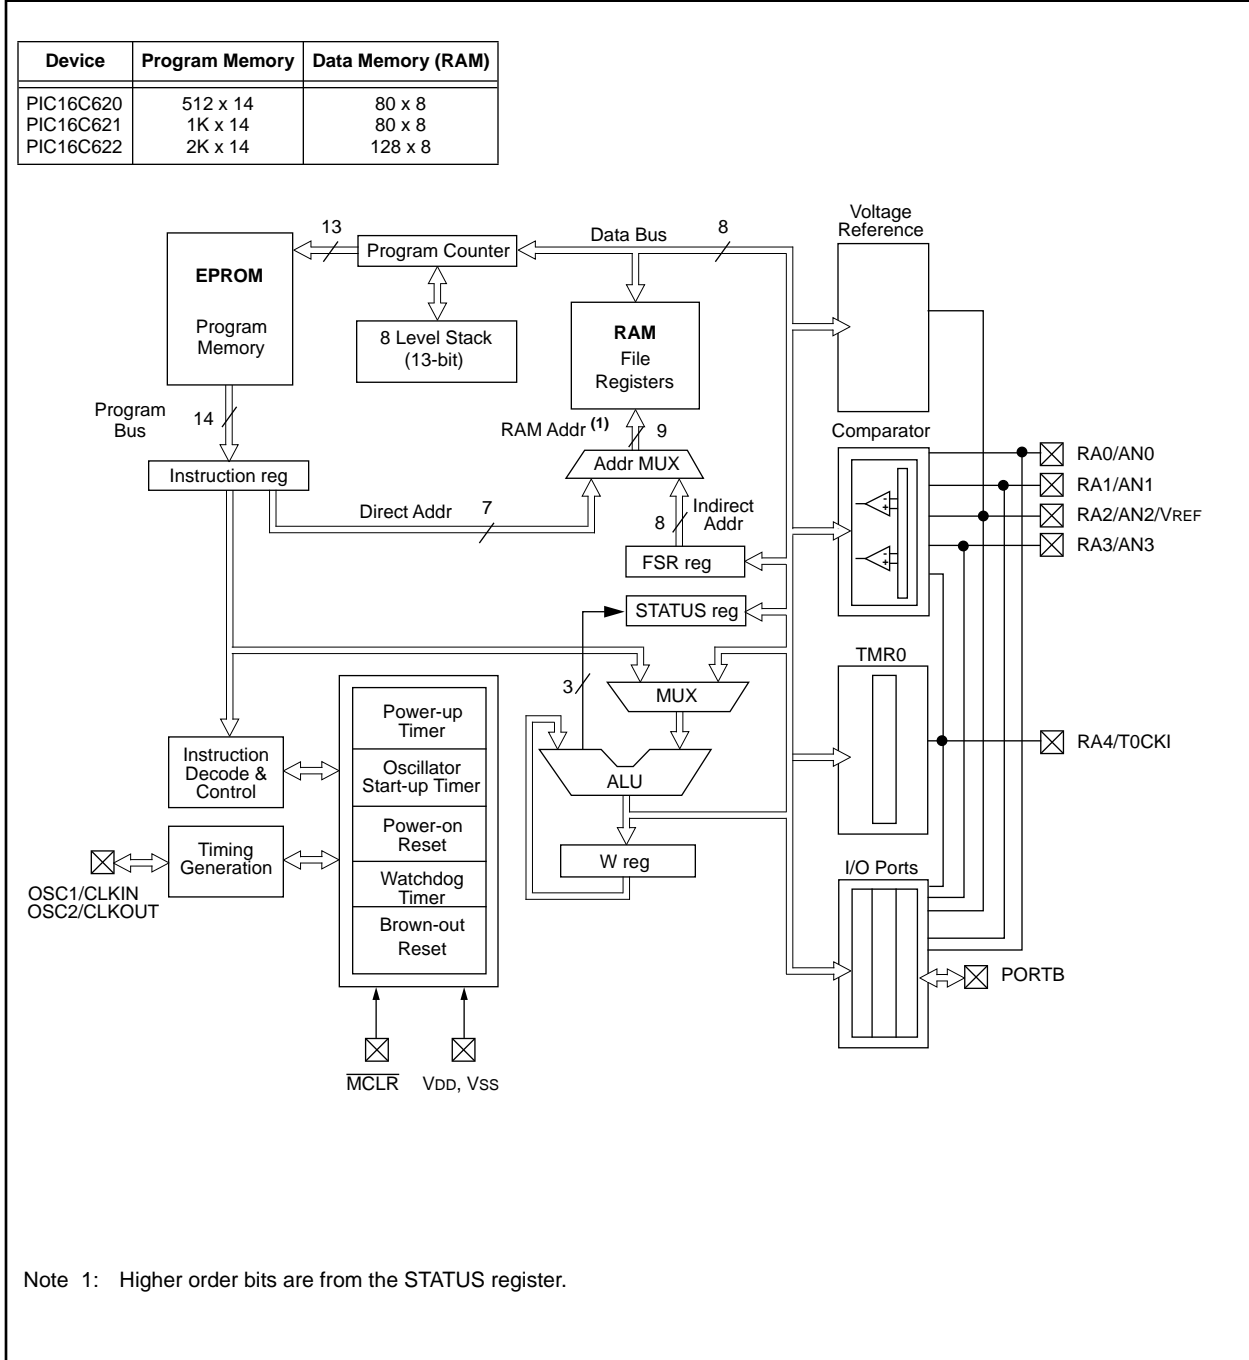 Device Program Memory Data Memory (RAM)
PIC16C620 512 x 14 80 x 8
PIC16C621 1K x 14 80 x 8
PIC16C622 2K x 14 128 x 8
Voltage
Reference
13
Program Counter
Data Bus
8
EPROM
Program
Memory
8 Level Stack
(13-bit)
RAM
File
Registers
Program
Bus
14
RAM Addr (1)
9
Comparator
Addr MUX
Instruction reg
Direct Addr
7
Indirect
Addr
8
FSR reg
STATUS reg
- +
- +
RA0/AN0
RA1/AN1
RA2/AN2/VREF
RA3/AN3
TMR0
3
MUX
ALU
W reg
RA4/T0CKI
Power-up
Timer
Oscillator
Start-up Timer
Power-on
Reset
Watchdog
Timer
Brown-out
Reset
Instruction
Decode &
Control
Timing
Generation
OSC1/CLKIN
OSC2/CLKOUT
I/O Ports
PORTB
MCLR VDD, VSS
Note 1: Higher order bits are from the STATUS register.